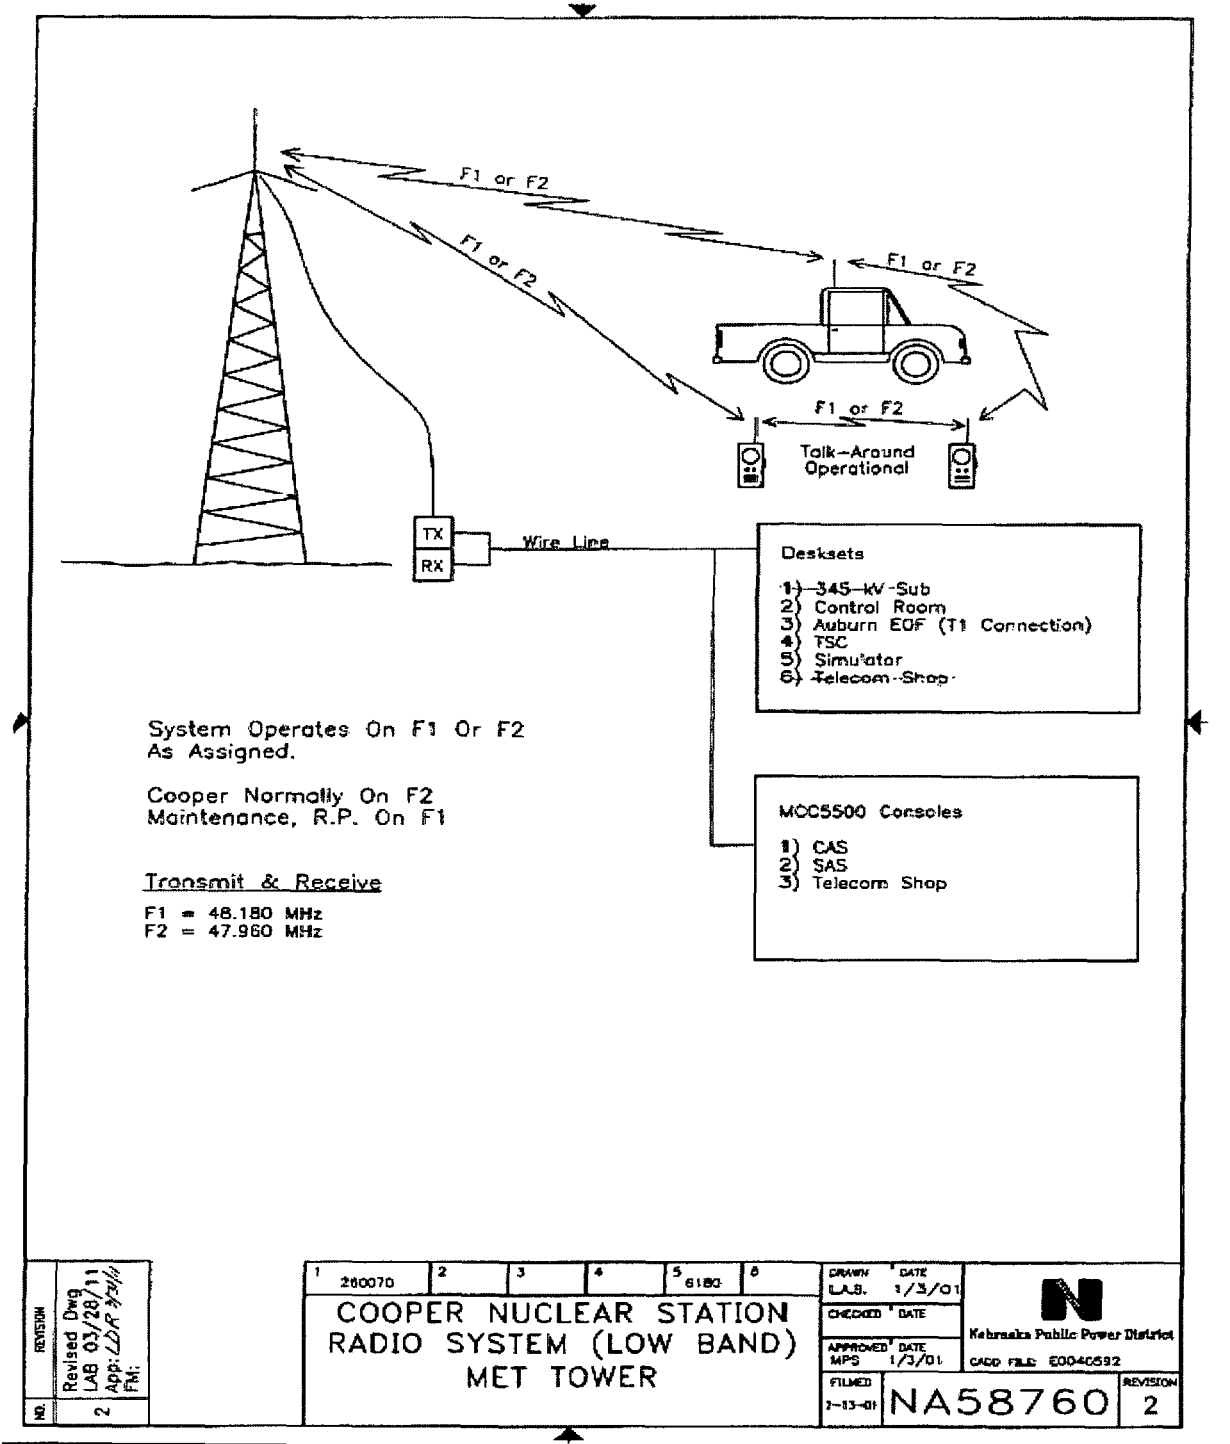 F1 or F2
F1 or F2
F1 or F2
F1 or F2
Talk-Around
Operational
TX
RX
Wire Line
Desksets
1) 345-kV-Sub
2) Control Room
3) Auburn EOF (T1 Connection)
4) TSC
5) Simulator
6) Telecom-Shop
System Operates On F1 Or F2
As Assigned.
Cooper Normally On F2
Maintenance, R.P. On F1
MCC5500 Consoles
1) CAS
2) SAS
3) Telecom Shop
Transmit & Receive
F1 = 48.180 MHz
F2 = 47.960 MHz
REVISION
Revised Dwg
LAB 03/28/11
App: LDR
FMI:
NO.
2
1 260070 2 3 4 5 6180 6
COOPER NUCLEAR STATION
RADIO SYSTEM (LOW BAND)
MET TOWER
DRAWN DATE
L.A.B. 1/3/01
CHECKED DATE
APPROVED DATE
MPS 1/3/01
FILMED
2-13-01
N
Nebraska Public Power District
CADD FILE: E0040592
NA58760
REVISION
2